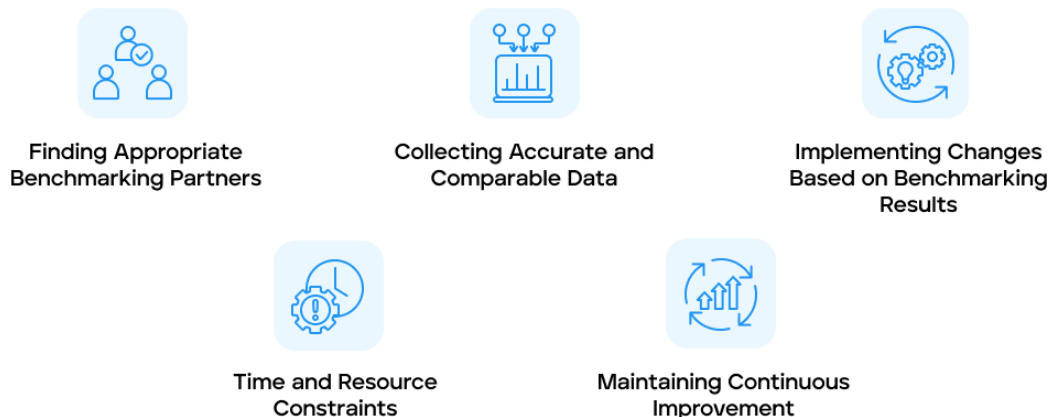 Finding Appropriate
Benchmarking Partners
Collecting Accurate and
Comparable Data
Implementing Changes
Based on Benchmarking
Results
Time and Resource
Constraints
Maintaining Continuous
Improvement